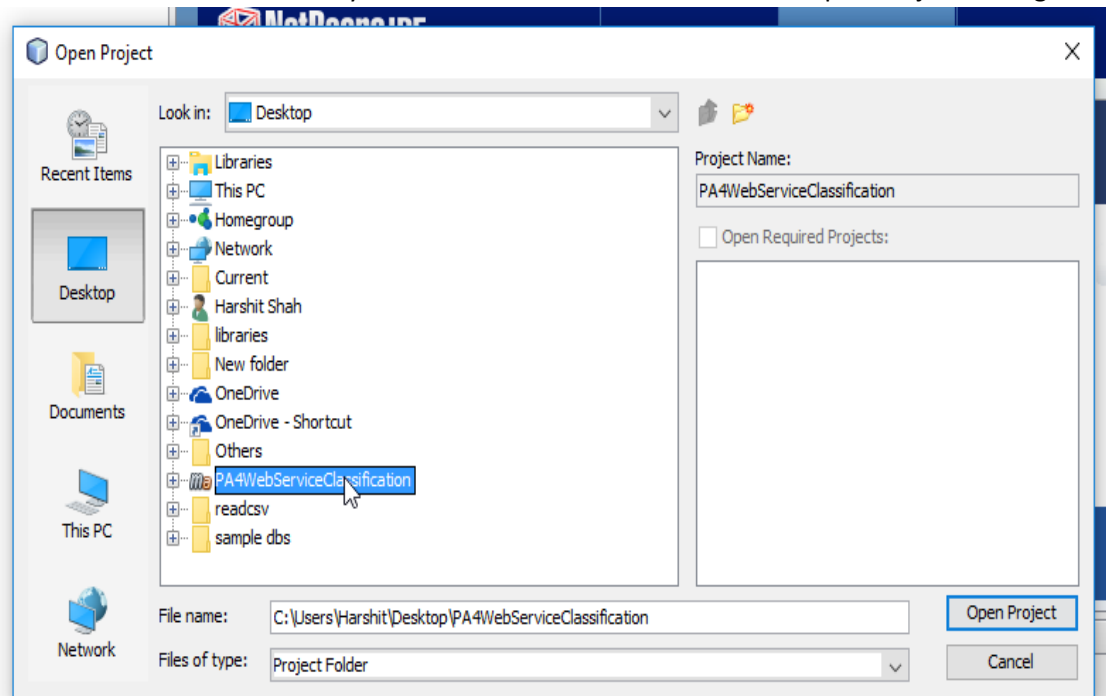 NetBeans IDE
Open Project
Look in: Desktop
Recent Items
Desktop
Documents
This PC
Network
Libraries
This PC
Homegroup
Network
Current
Harshit Shah
libraries
New folder
OneDrive
OneDrive - Shortcut
Others
PA4WebServiceClassification
readcsv
sample dbs
Project Name:
PA4WebServiceClassification
Open Required Projects:
File name: C:\Users\Harshit\Desktop\PA4WebServiceClassification
Open Project
Files of type: Project Folder
Cancel